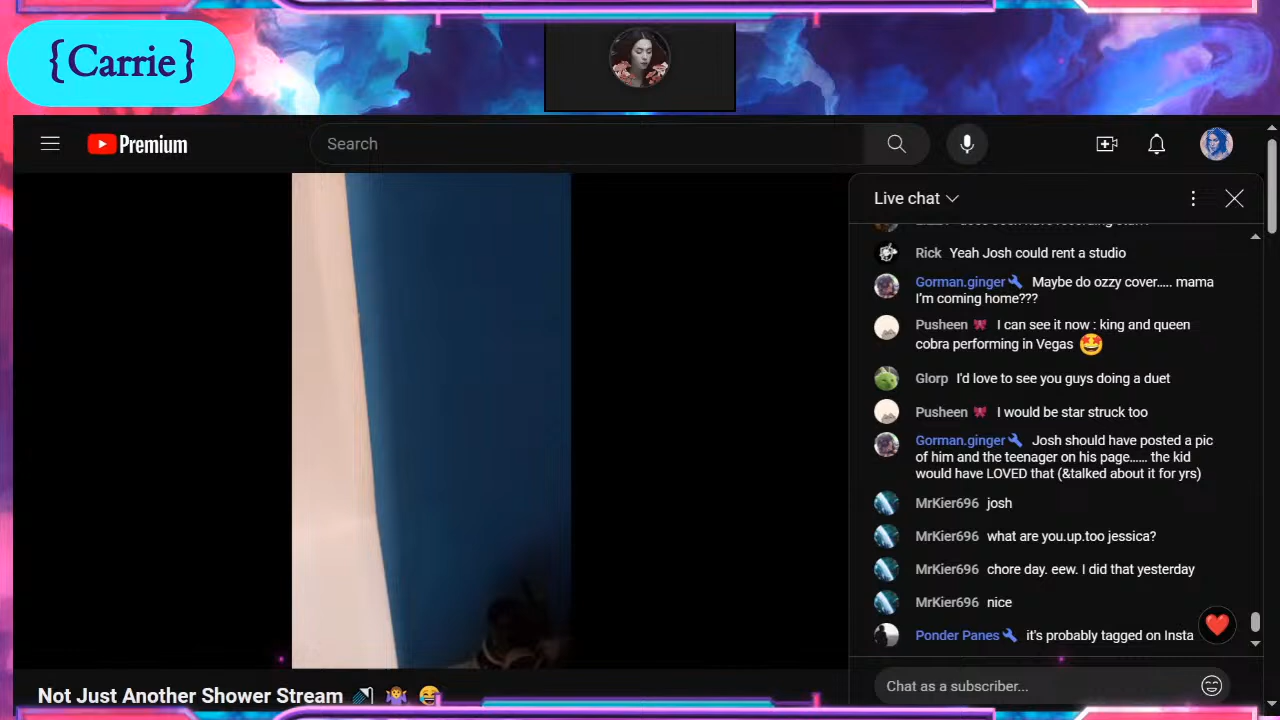 {Carrie}
Premium
Search
Live chat
Rick Yeah Josh could rent a studio
Gorman.ginger Maybe do ozzy cover..... mama
I'm coming home???
Pusheen 🎀 I can see it now : king and queen
cobra performing in Vegas 🤩
Glorp I'd love to see you guys doing a duet
Pusheen 🎀 I would be star struck too
Gorman.ginger Josh should have posted a pic
of him and the teenager on his page...... the kid
would have LOVED that (&talked about it for yrs)
MrKier696 josh
MrKier696 what are you.up.too jessica?
MrKier696 chore day. eew. I did that yesterday
MrKier696 nice
Ponder Panes it's probably tagged on Insta
Chat as a subscriber...
Not Just Another Shower Stream 🚿 🤷‍♀️ 😂